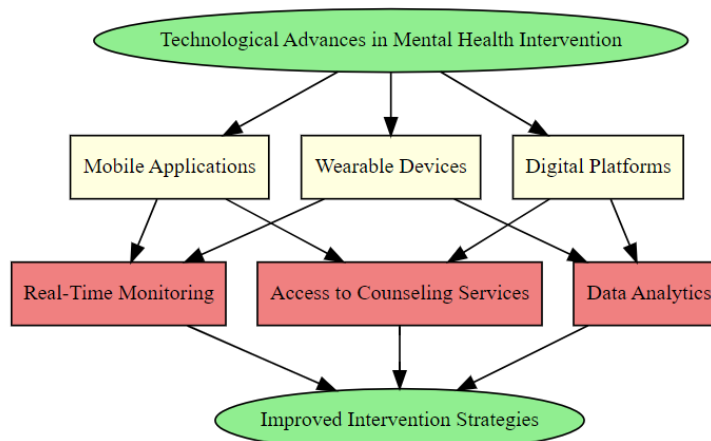 Technological Advances in Mental Health Intervention
Mobile Applications
Wearable Devices
Digital Platforms
Real-Time Monitoring
Access to Counseling Services
Data Analytics
Improved Intervention Strategies